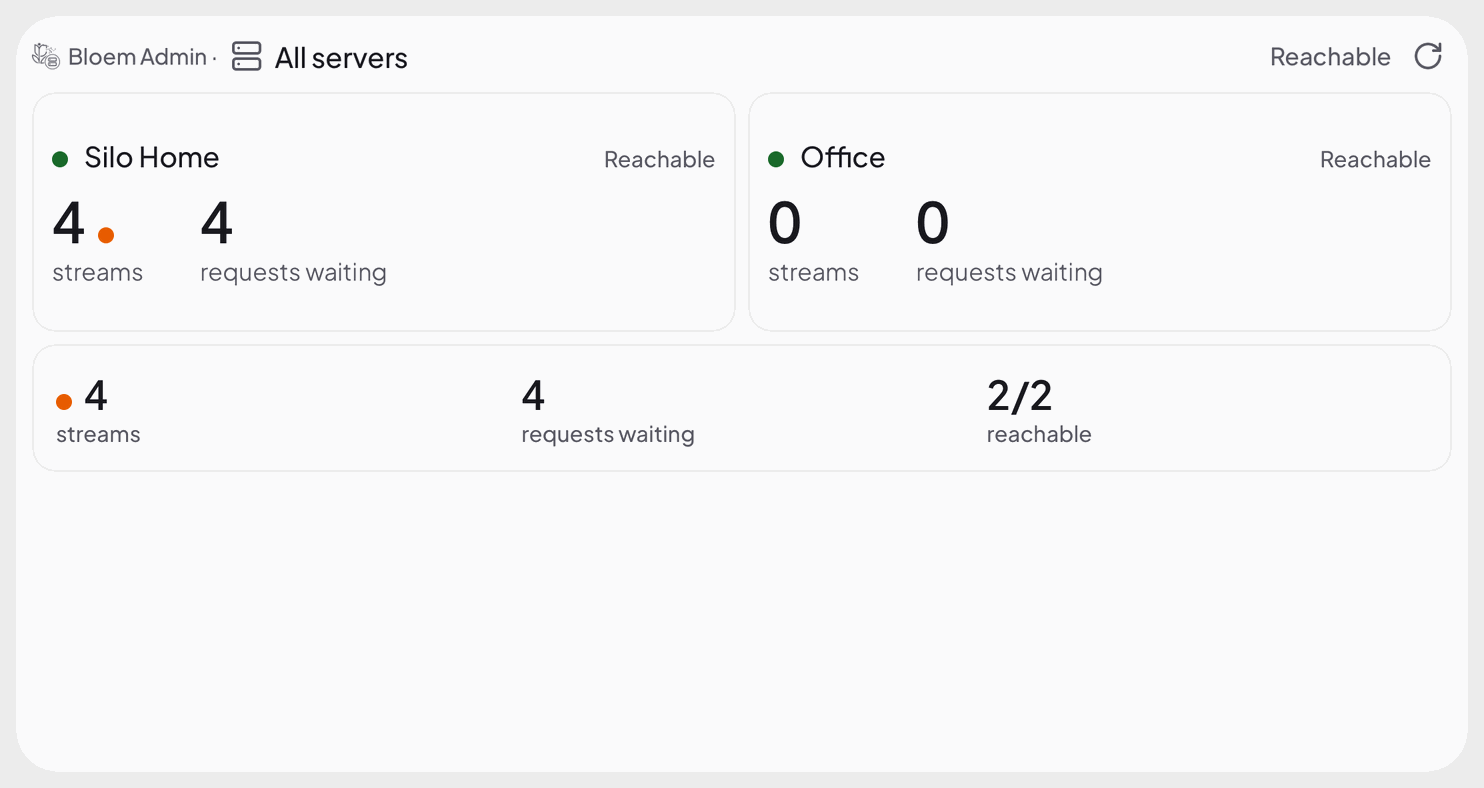 Bloem Admin · All servers Reachable
Silo Home Reachable
4 4
streams requests waiting
Office Reachable
0 0
streams requests waiting
4 4 2/2
streams requests waiting reachable